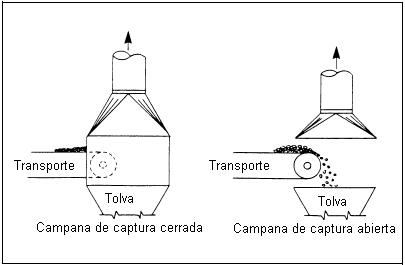 Transporte
Tolva
Campana de captura cerrada
Transporte
Tolva
Campana de captura abierta